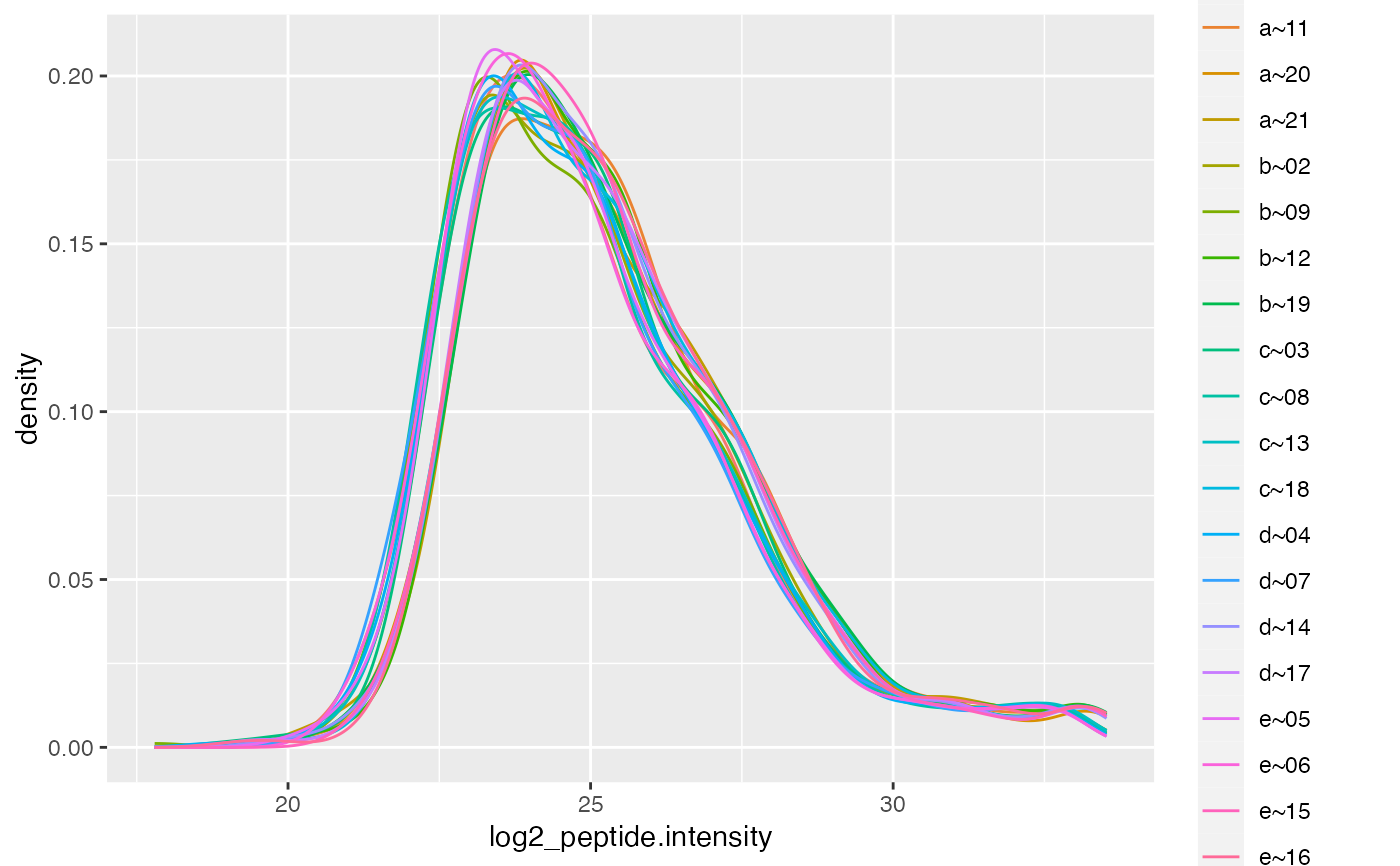 density
0.20
0.15
0.10
0.05
0.00
20 25 30
log2_peptide.intensity
a~11
a~20
a~21
b~02
b~09
b~12
b~19
c~03
c~08
c~13
c~18
d~04
d~07
d~14
d~17
e~05
e~06
e~15
e~16